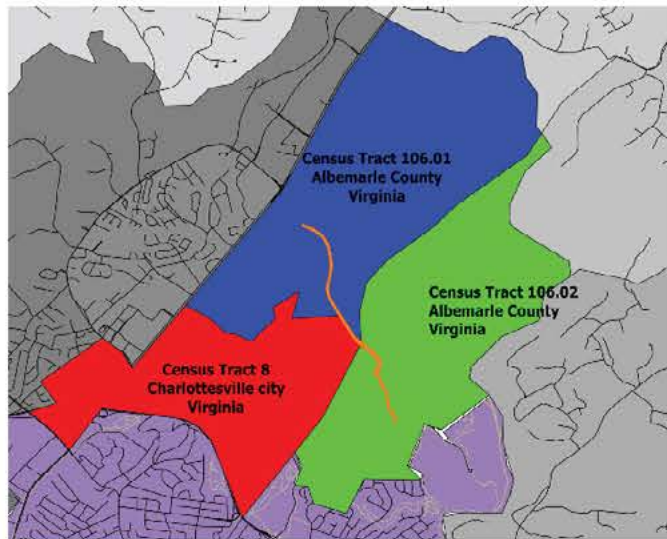 Census Tract 106.01
Albemarle County
Virginia
Census Tract 106.02
Albemarle County
Virginia
Census Tract 8
Charlottesville city
Virginia